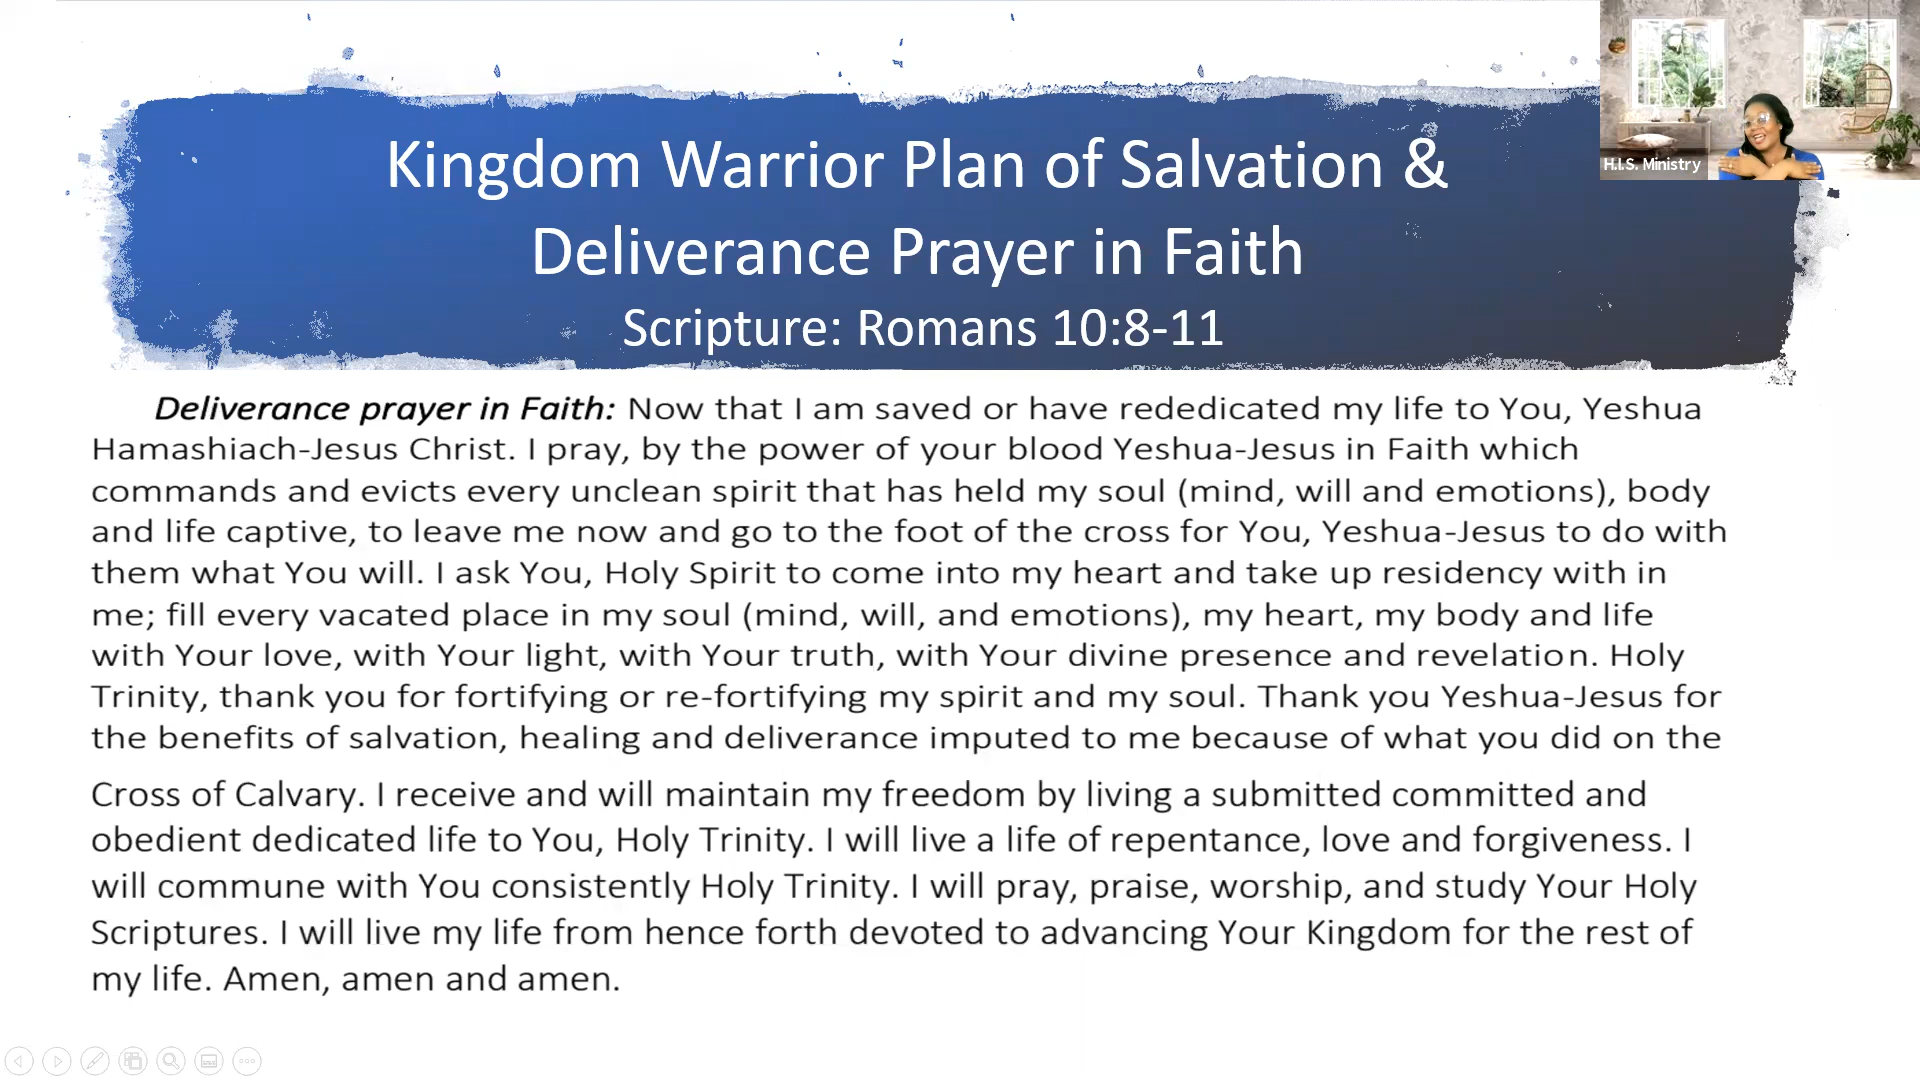 Kingdom Warrior Plan of Salvation &
Deliverance Prayer in Faith
Scripture: Romans 10:8-11
H.I.S. Ministry
Deliverance prayer in Faith: Now that I am saved or have rededicated my life to You, Yeshua
Hamashiach-Jesus Christ. I pray, by the power of your blood Yeshua-Jesus in Faith which
commands and evicts every unclean spirit that has held my soul (mind, will and emotions), body
and life captive, to leave me now and go to the foot of the cross for You, Yeshua-Jesus to do with
them what You will. I ask You, Holy Spirit to come into my heart and take up residency with in
me; fill every vacated place in my soul (mind, will, and emotions), my heart, my body and life
with Your love, with Your light, with Your truth, with Your divine presence and revelation. Holy
Trinity, thank you for fortifying or re-fortifying my spirit and my soul. Thank you Yeshua-Jesus for
the benefits of salvation, healing and deliverance imputed to me because of what you did on the
Cross of Calvary. I receive and will maintain my freedom by living a submitted committed and
obedient dedicated life to You, Holy Trinity. I will live a life of repentance, love and forgiveness. I
will commune with You consistently Holy Trinity. I will pray, praise, worship, and study Your Holy
Scriptures. I will live my life from hence forth devoted to advancing Your Kingdom for the rest of
my life. Amen, amen and amen.